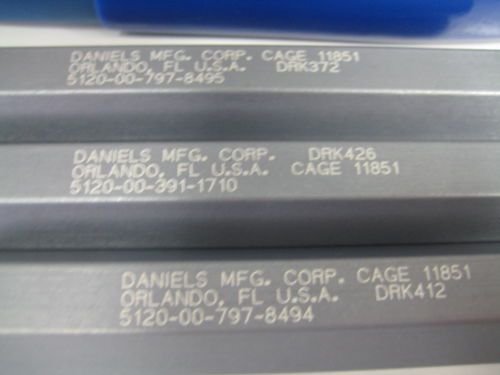 DANIELS MFG. CORP. CAGE 11851
ORLANDO, FL U.S.A. DRK372
5120-00-797-8495
DANIELS MFG. CORP. DRK426
ORLANDO, FL U.S.A. CAGE 11851
5120-00-391-1710
DANIELS MFG. CORP. CAGE 11851
ORLANDO, FL U.S.A. DRK412
5120-00-797-8494